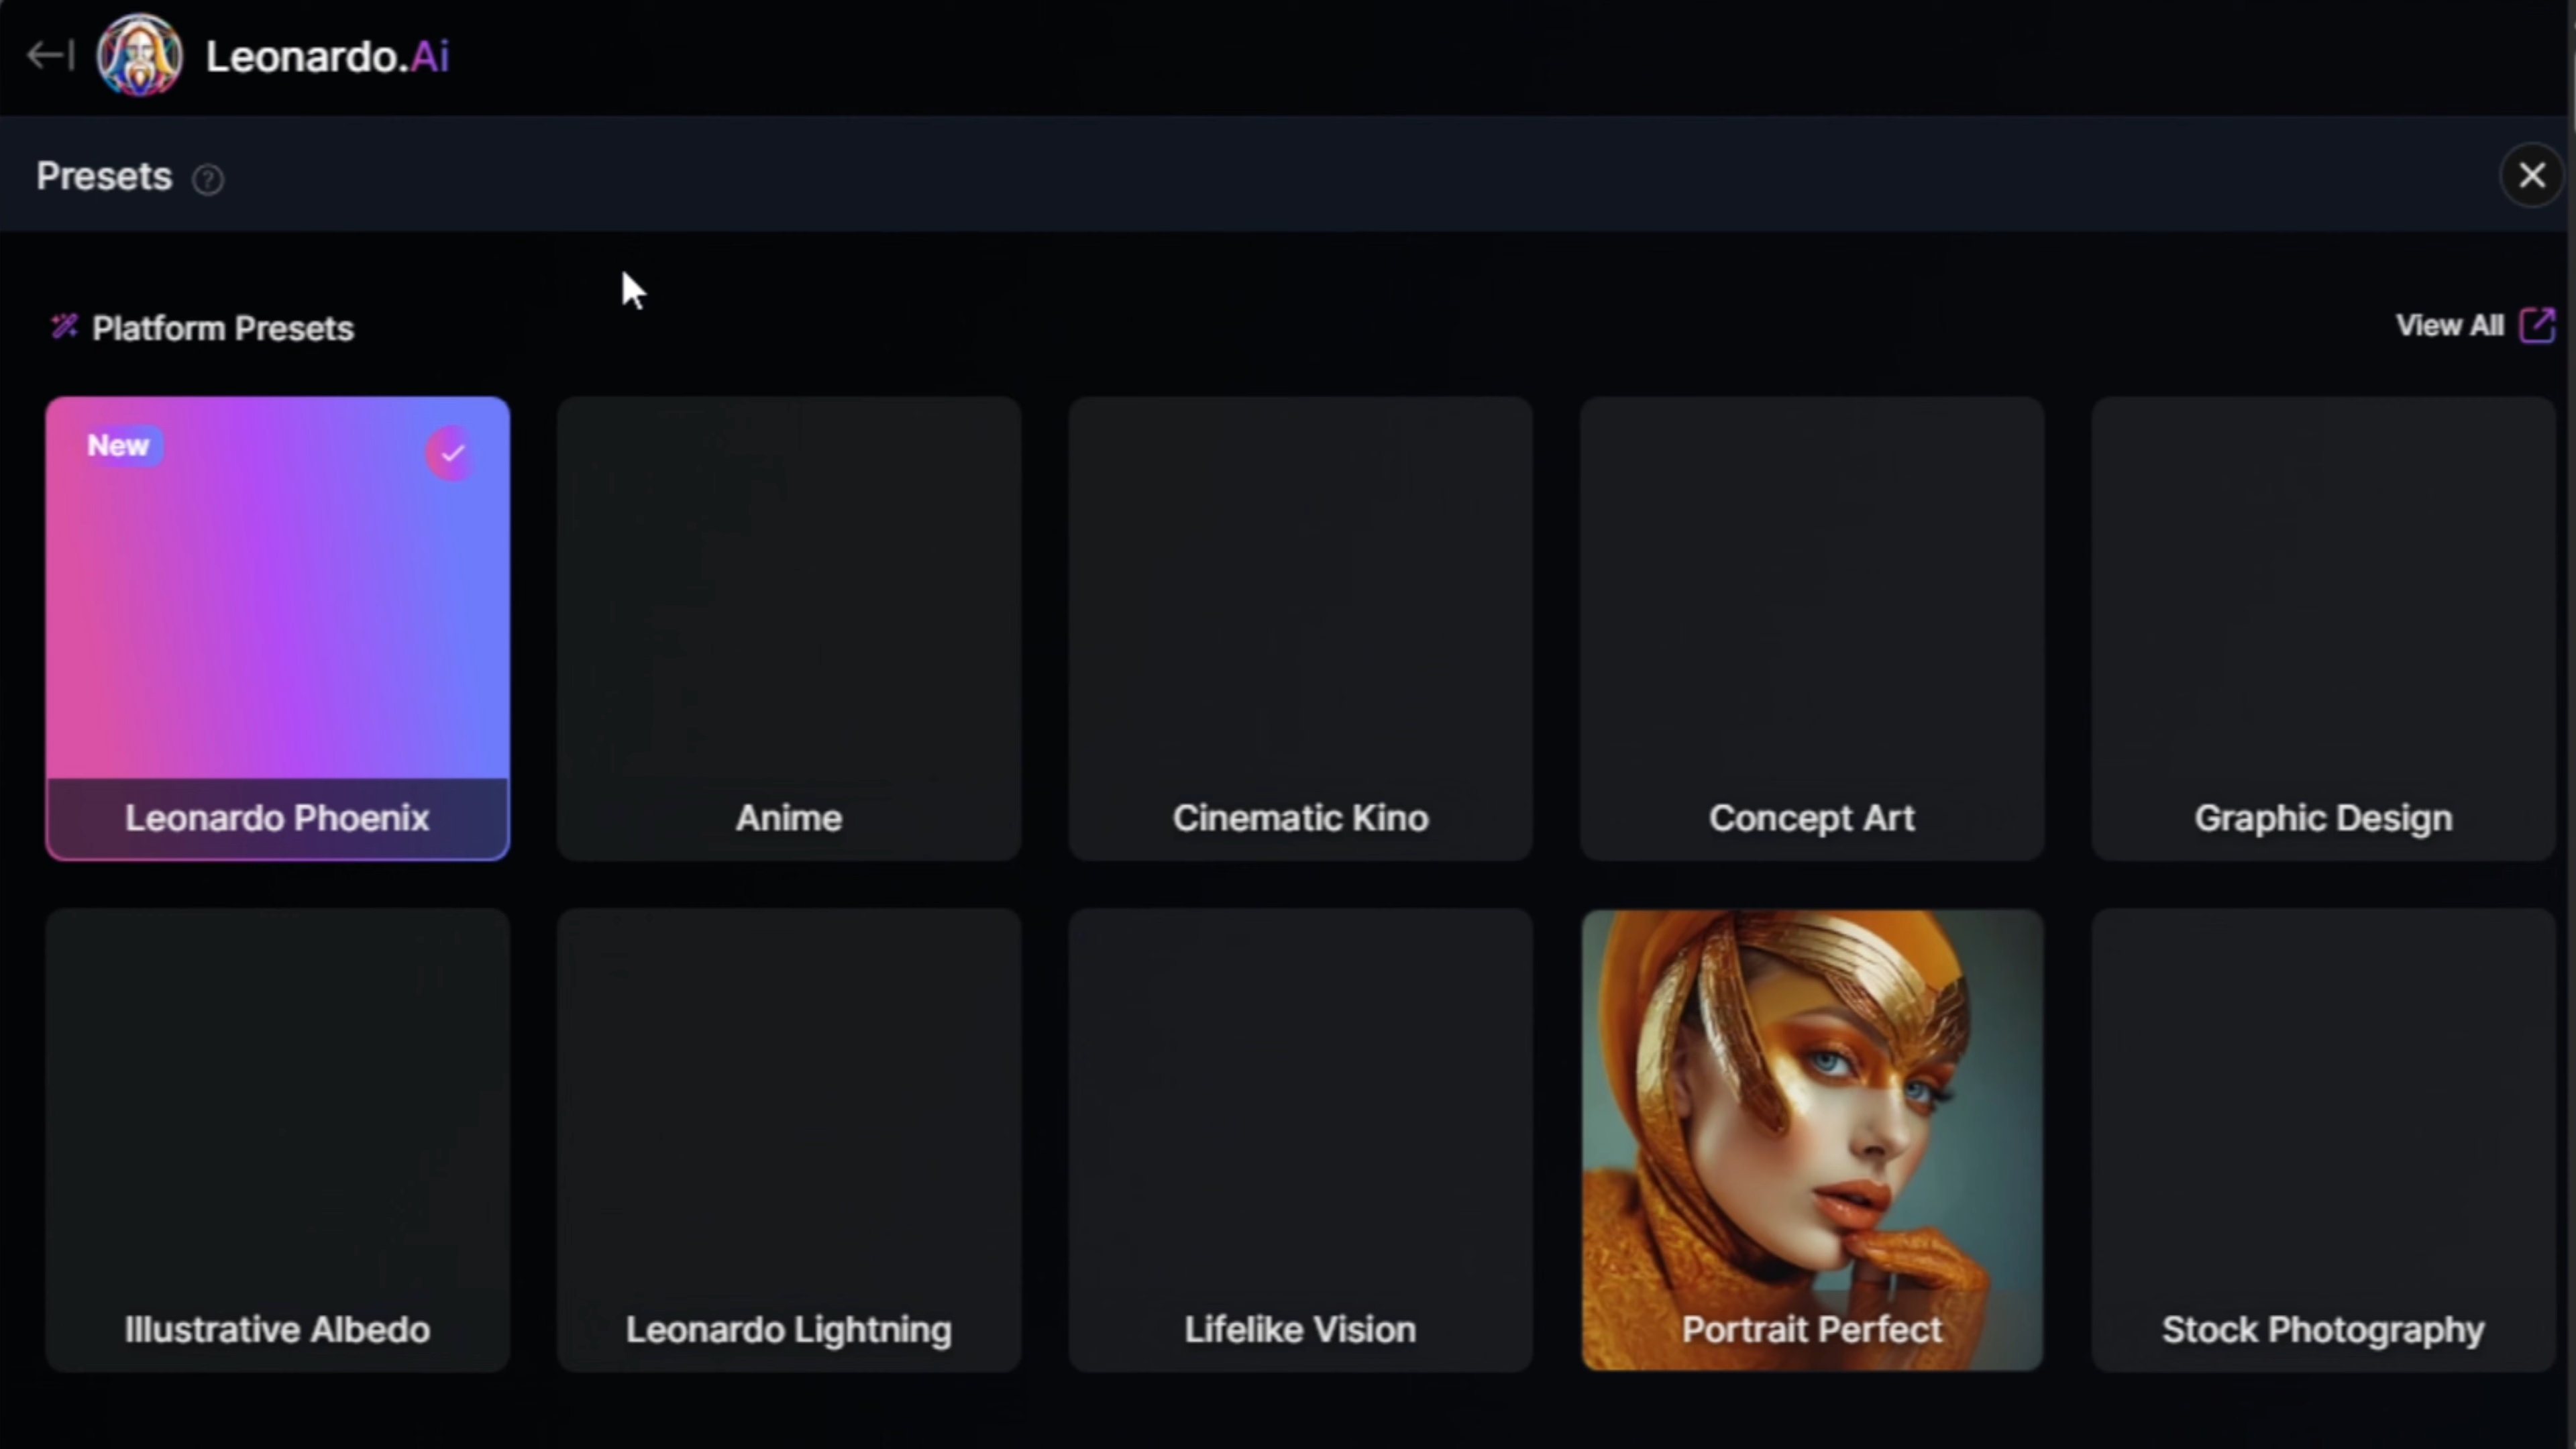 Leonardo.Ai
Presets
Platform Presets
View All
New
Leonardo Phoenix
Anime
Cinematic Kino
Concept Art
Graphic Design
Illustrative Albedo
Leonardo Lightning
Lifelike Vision
Portrait Perfect
Stock Photography